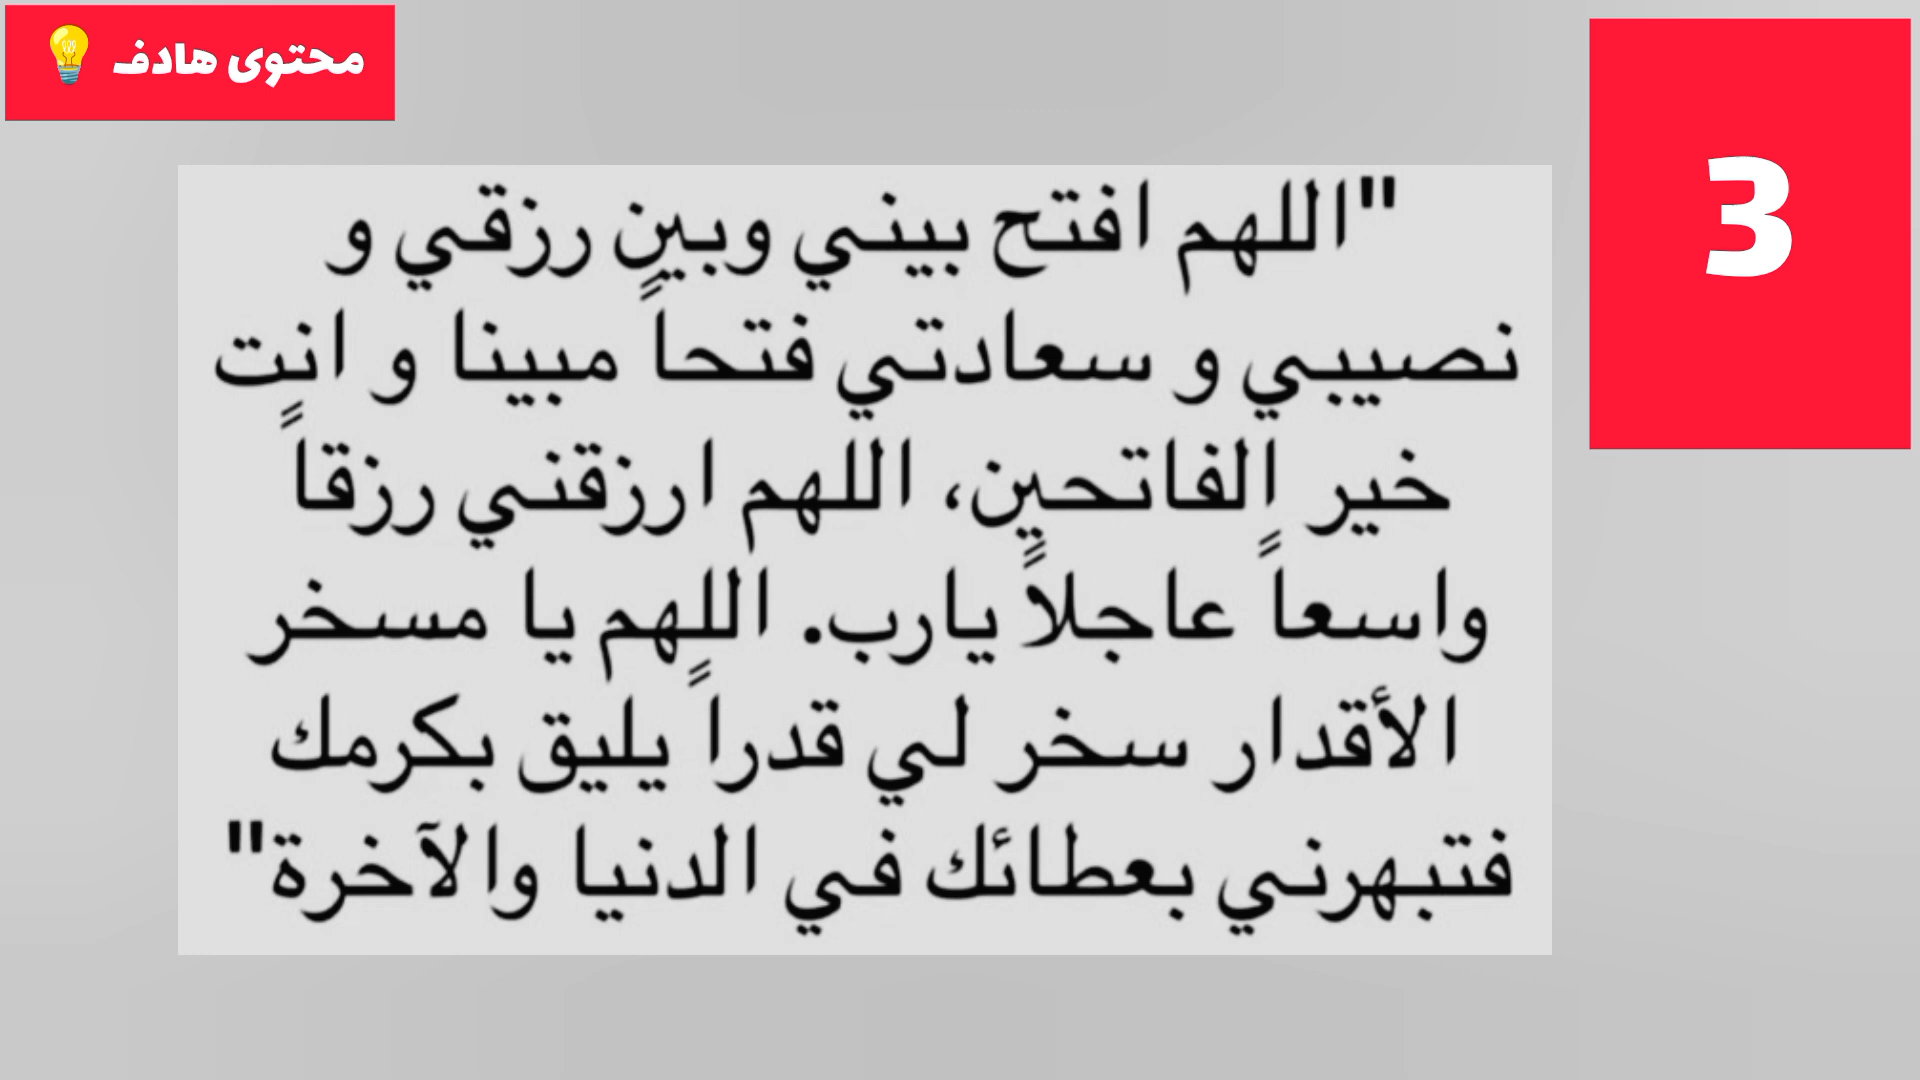 محتوى هادف
3
"اللهم افتح بيني وبين رزقي و
نصيبي و سعادتي فتحاً مبينا و انت
خير الفاتحين، اللهم ارزقني رزقاً
واسعاً عاجلاً يارب. اللهم يا مسخر
الأقدار سخر لي قدراً يليق بكرمك
فتبهرني بعطائك في الدنيا والآخرة"